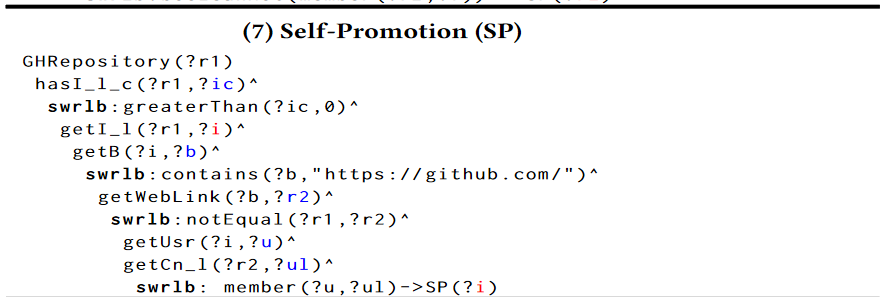 (7) Self-Promotion (SP)
GHRepository(?r1)
hasI_l_c(?r1,?ic)^
swrlb:greaterThan(?ic,0)^
getI_l(?r1,?i)^
getB(?i,?b)^
swrlb:contains(?b,"https://github.com/")^
getWebLink(?b,?r2)^
swrlb:notEqual(?r1,?r2)^
getUsr(?i,?u)^
getCn_l(?r2,?ul)^
swrlb: member(?u,?ul)->SP(?i)